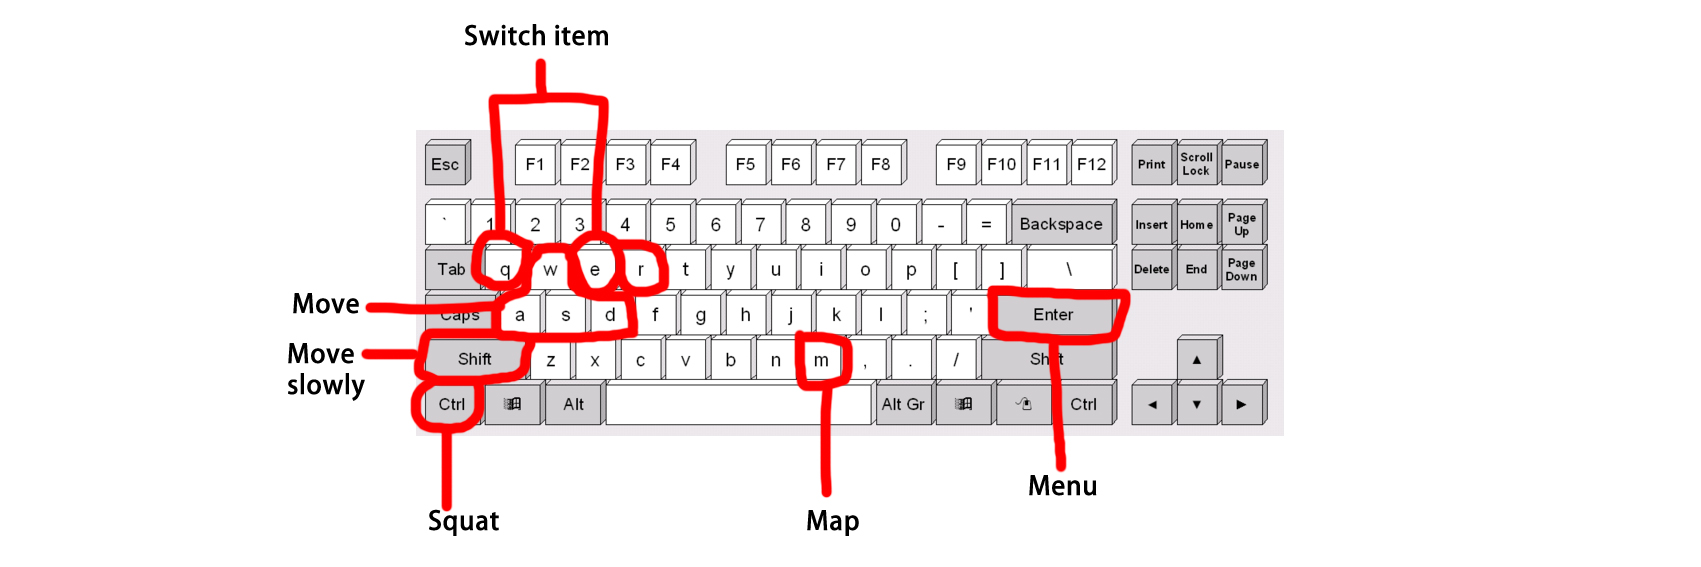 Switch item
Esc F1 F2 F3 F4 F5 F6 F7 F8 F9 F10 F11 F12 Print Scroll Lock Pause
` 1 2 3 4 5 6 7 8 9 0 - = Backspace Insert Home Page Up
Tab q w e r t y u i o p [ ] \ Delete End Page Down
Move
Caps a s d f g h j k l ; ' Enter
Move slowly
Shift z x c v b n m , . / Shift ▲
Ctrl Alt Alt Gr Ctrl ◄ ▼ ►
Menu
Squat
Map